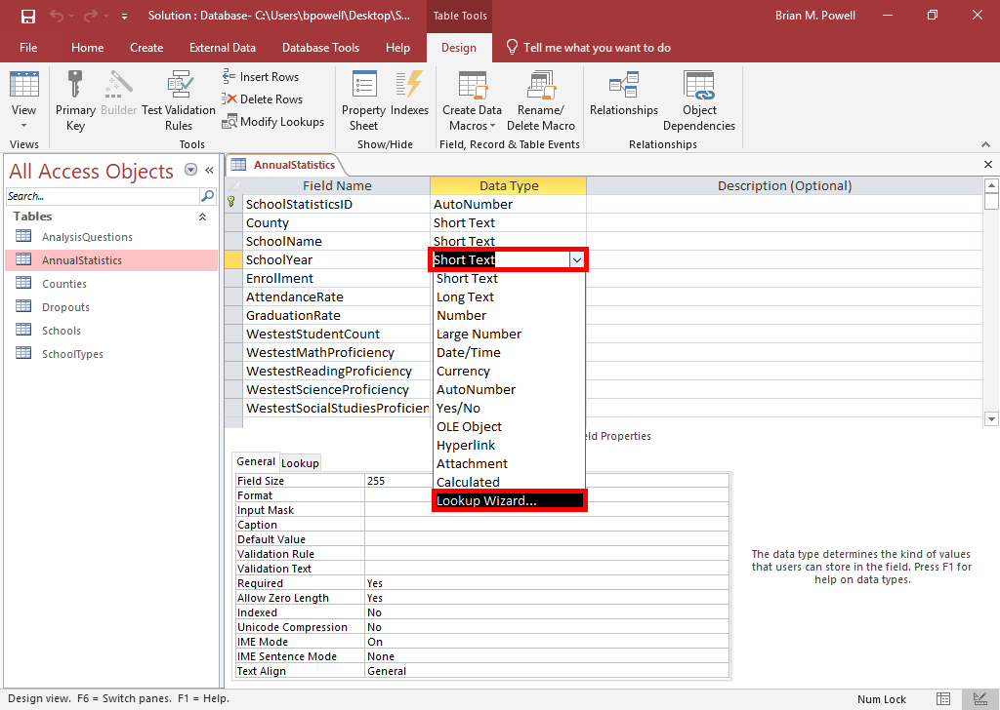 Solution : Database- C:\Users\bpowell\Desktop\S...
Table Tools
Brian M. Powell
File
Home
Create
External Data
Database Tools
Help
Design
Tell me what you want to do
View
Primary Key
Builder
Test Validation Rules
Insert Rows
Delete Rows
Modify Lookups
Property Sheet
Indexes
Create Data Macros
Rename/ Delete Macro
Relationships
Object Dependencies
Views
Tools
Show/Hide
Field, Record & Table Events
Relationships
All Access Objects
Search...
Tables
AnalysisQuestions
AnnualStatistics
Counties
Dropouts
Schools
SchoolTypes
AnnualStatistics
Field Name
Data Type
Description (Optional)
SchoolStatisticsID
AutoNumber
County
Short Text
SchoolName
Short Text
SchoolYear
Short Text
Enrollment
AttendanceRate
GraduationRate
WestestStudentCount
WestestMathProficiency
WestestReadingProficiency
WestestScienceProficiency
WestestSocialStudiesProficien
Short Text
Long Text
Number
Large Number
Date/Time
Currency
AutoNumber
Yes/No
OLE Object
Hyperlink
Attachment
Calculated
Lookup Wizard...
eld Properties
General
Lookup
Field Size
255
Format
Input Mask
Caption
Default Value
Validation Rule
Validation Text
Required
Yes
Allow Zero Length
Yes
Indexed
No
Unicode Compression
No
IME Mode
On
IME Sentence Mode
None
Text Align
General
The data type determines the kind of values
that users can store in the field. Press F1 for
help on data types.
Design view. F6 = Switch panes. F1 = Help.
Num Lock